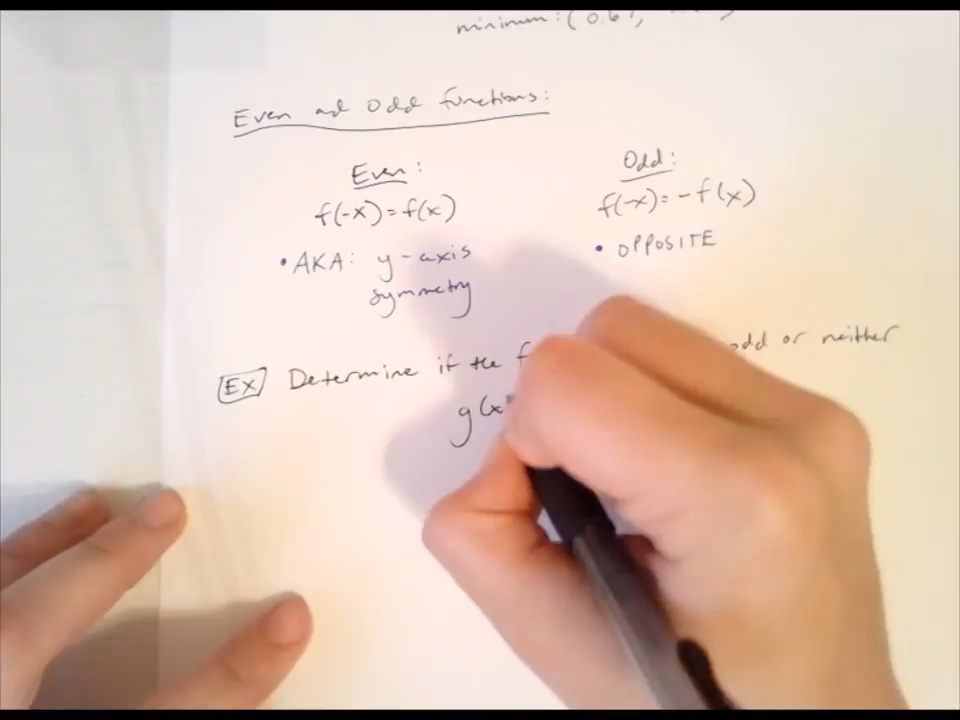 minimum: (0.61,
Even and Odd functions:
Even:
f(-x)=f(x)
• AKA: y-axis
symmetry
Odd:
f(-x)= -f(x)
• OPPOSITE
Ex Determine if the f odd or neither
g(x